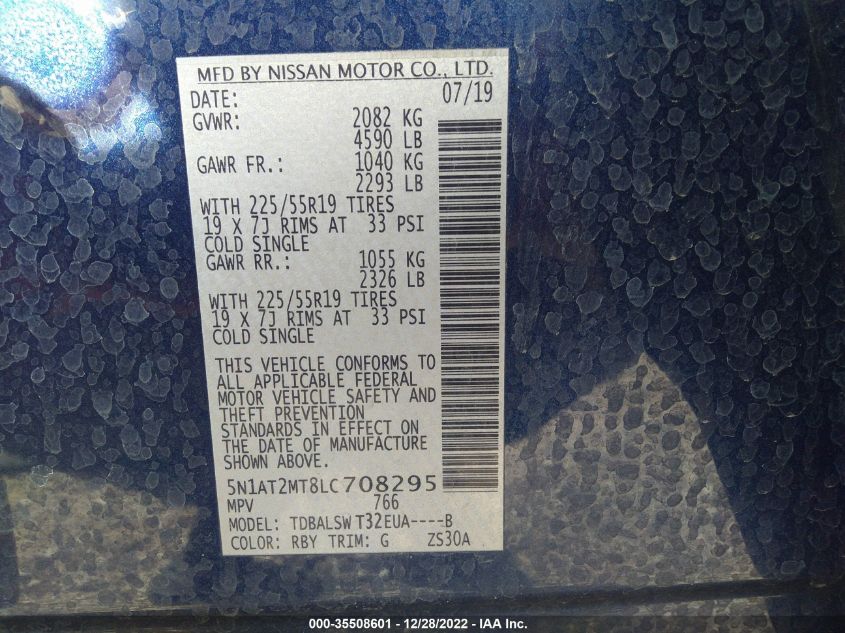 MFD BY NISSAN MOTOR CO., LTD.
DATE: 07/19
GVWR: 2082 KG
4590 LB
GAWR FR.: 1040 KG
2293 LB
WITH 225/55R19 TIRES
19 X 7J RIMS AT 33 PSI
COLD SINGLE
GAWR RR.: 1055 KG
2326 LB
WITH 225/55R19 TIRES
19 X 7J RIMS AT 33 PSI
COLD SINGLE
THIS VEHICLE CONFORMS TO
ALL APPLICABLE FEDERAL
MOTOR VEHICLE SAFETY AND
THEFT PREVENTION
STANDARDS IN EFFECT ON
THE DATE OF MANUFACTURE
SHOWN ABOVE.
5N1AT2MT8LC708295
MPV 766
MODEL: TDBALSW T32EUA----B
COLOR: RBY TRIM: G ZS30A
000-35508601 - 12/28/2022 - IAA Inc.